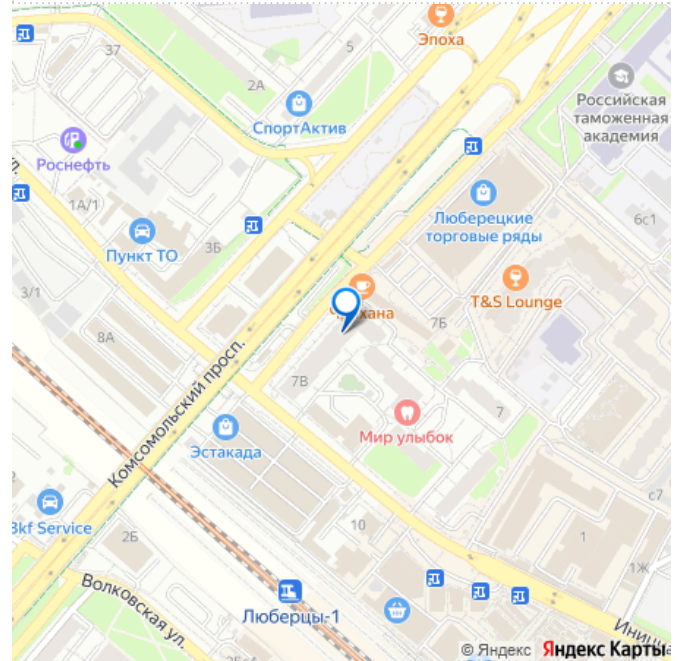 Эпоха
37
5
2А
СпортАктив
Российская
таможенная
академия
Роснефть
1А/1
Люберецкие
торговые ряды
6с1
Пункт ТО
3Б
T&S Lounge
3/1
7Б
8А
7В
Комсомольский просп.
7
Мир улыбок
Эстакада
с7
3kf Service
10
2Б
1
1Ж
Волковская ул.
Люберцы-1
© Яндекс Яндекс Карты